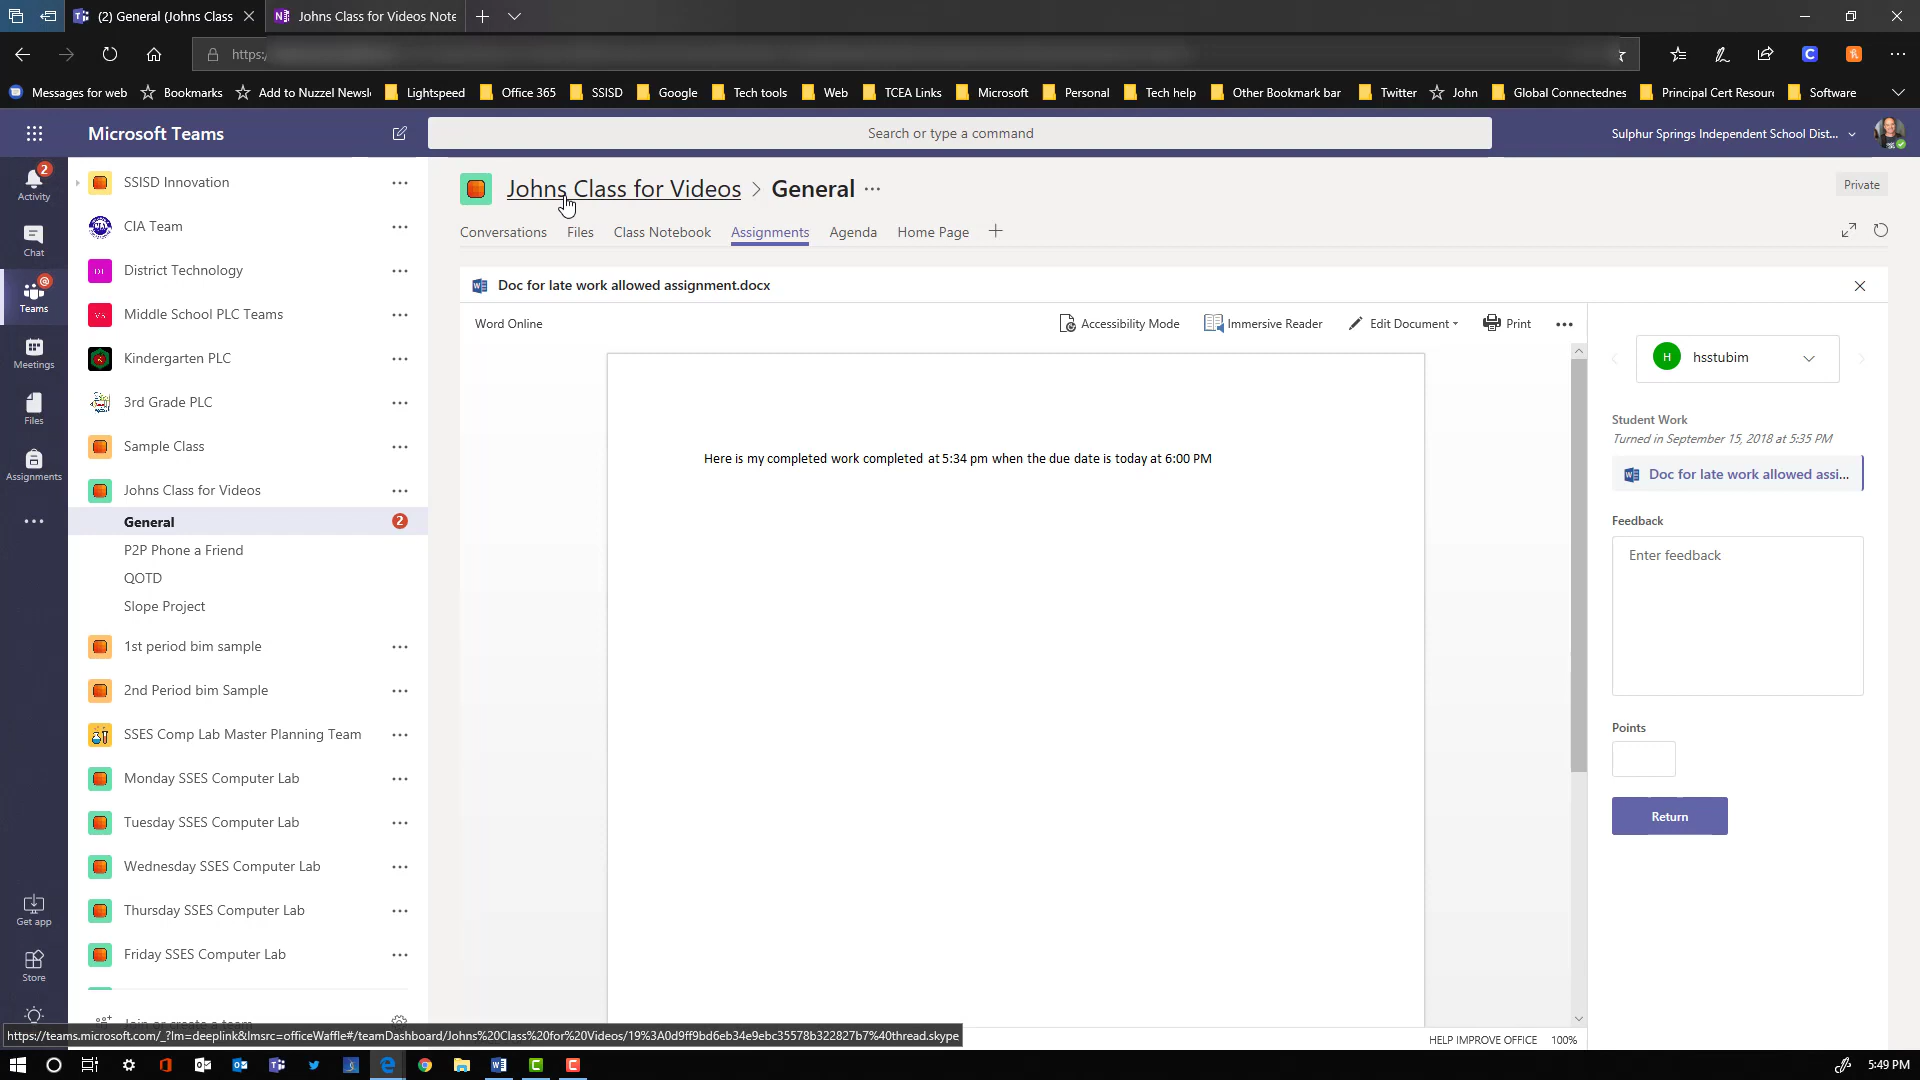 (2) General (Johns Class
Johns Class for Videos Note
https:/
Messages for web
Bookmarks
Add to Nuzzel Newsl
Lightspeed
Office 365
SSISD
Google
Tech tools
Web
TCEA Links
Microsoft
Personal
Tech help
Other Bookmark bar
Twitter
John
Global Connectednes
Principal Cert Resourc
Software
Microsoft Teams
Search or type a command
Sulphur Springs Independent School Dist...
2
Activity
Chat
@
Teams
Meetings
Files
Assignments
Get app
Store
SSISD Innovation
CIA Team
DT
District Technology
Middle School PLC Teams
Kindergarten PLC
3rd Grade PLC
Sample Class
Johns Class for Videos
General
2
P2P Phone a Friend
QOTD
Slope Project
1st period bim sample
2nd Period bim Sample
SSES Comp Lab Master Planning Team
Monday SSES Computer Lab
Tuesday SSES Computer Lab
Wednesday SSES Computer Lab
Thursday SSES Computer Lab
Friday SSES Computer Lab
Join or create a team
Johns Class for Videos > General ...
Private
Conversations
Files
Class Notebook
Assignments
Agenda
Home Page
Doc for late work allowed assignment.docx
Word Online
Accessibility Mode
Immersive Reader
Edit Document
Print
Here is my completed work completed at 5:34 pm when the due date is today at 6:00 PM
H
hsstubim
Student Work
Turned in September 15, 2018 at 5:35 PM
Doc for late work allowed assi...
Feedback
Enter feedback
Points
Return
https://teams.microsoft.com/_?lm=deeplink&lmsrc=officeWaffle#/teamDashboard/Johns%20Class%20for%20Videos/19%3A0d9ff9bd6eb34e9ebc35578b322827b7%40thread.skype
HELP IMPROVE OFFICE
100%
5:49 PM